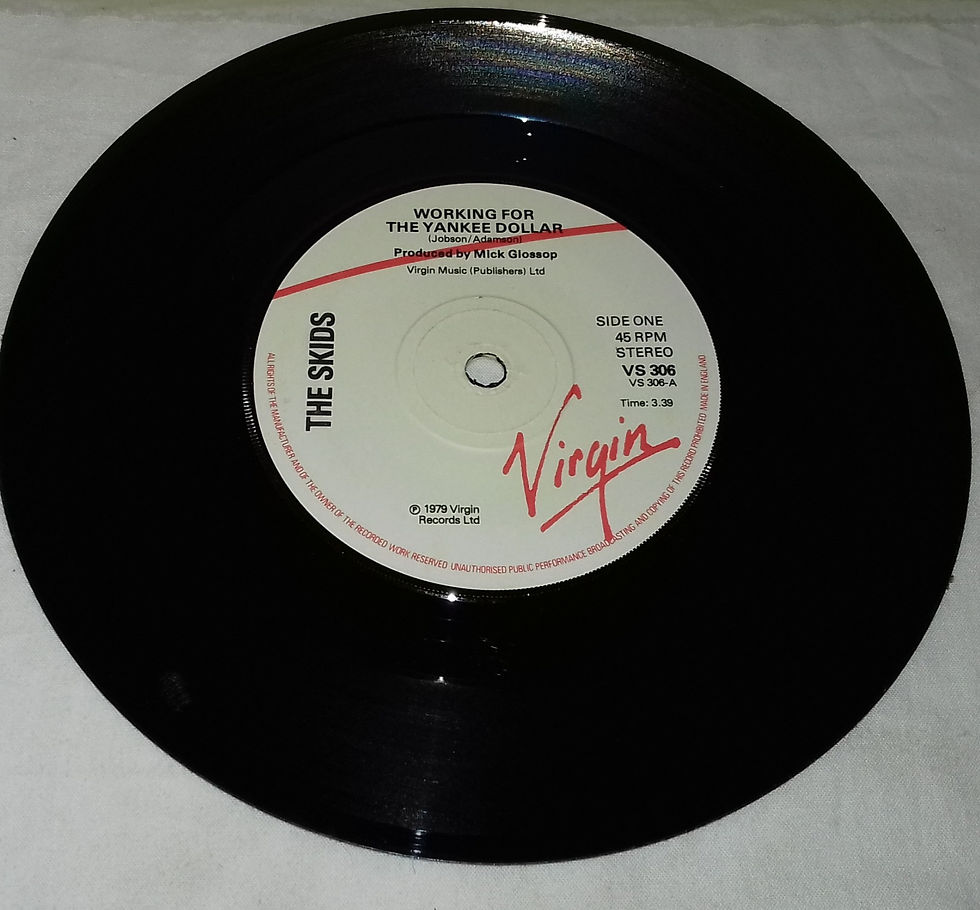 WORKING FOR
THE YANKEE DOLLAR
(Jobson/Adamson)
Produced by Mick Glossop
Virgin Music (Publishers) Ltd
THE SKIDS
SIDE ONE
45 RPM
STEREO
VS 306
VS 306-A
Time: 3.39
Virgin
℗ 1979 Virgin
Records Ltd
ALL RIGHTS OF THE MANUFACTURER AND OF THE OWNER OF THE RECORDED WORK RESERVED. UNAUTHORISED PUBLIC PERFORMANCE BROADCASTING AND COPYING OF THIS RECORD PROHIBITED. MADE IN ENGLAND